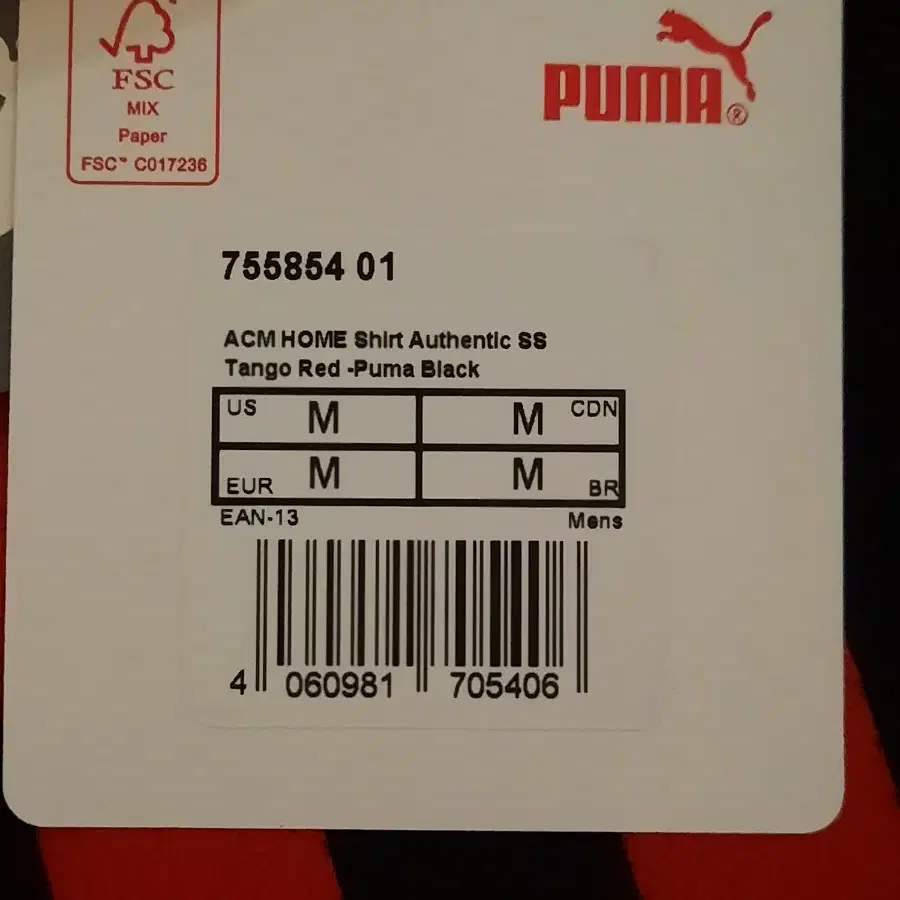 FSC
MIX
Paper
FSC™ C017236
PUMA®
755854 01
ACM HOME Shirt Authentic SS
Tango Red -Puma Black
US M M CDN
EUR M M BR
EAN-13 Mens
4 060981 705406